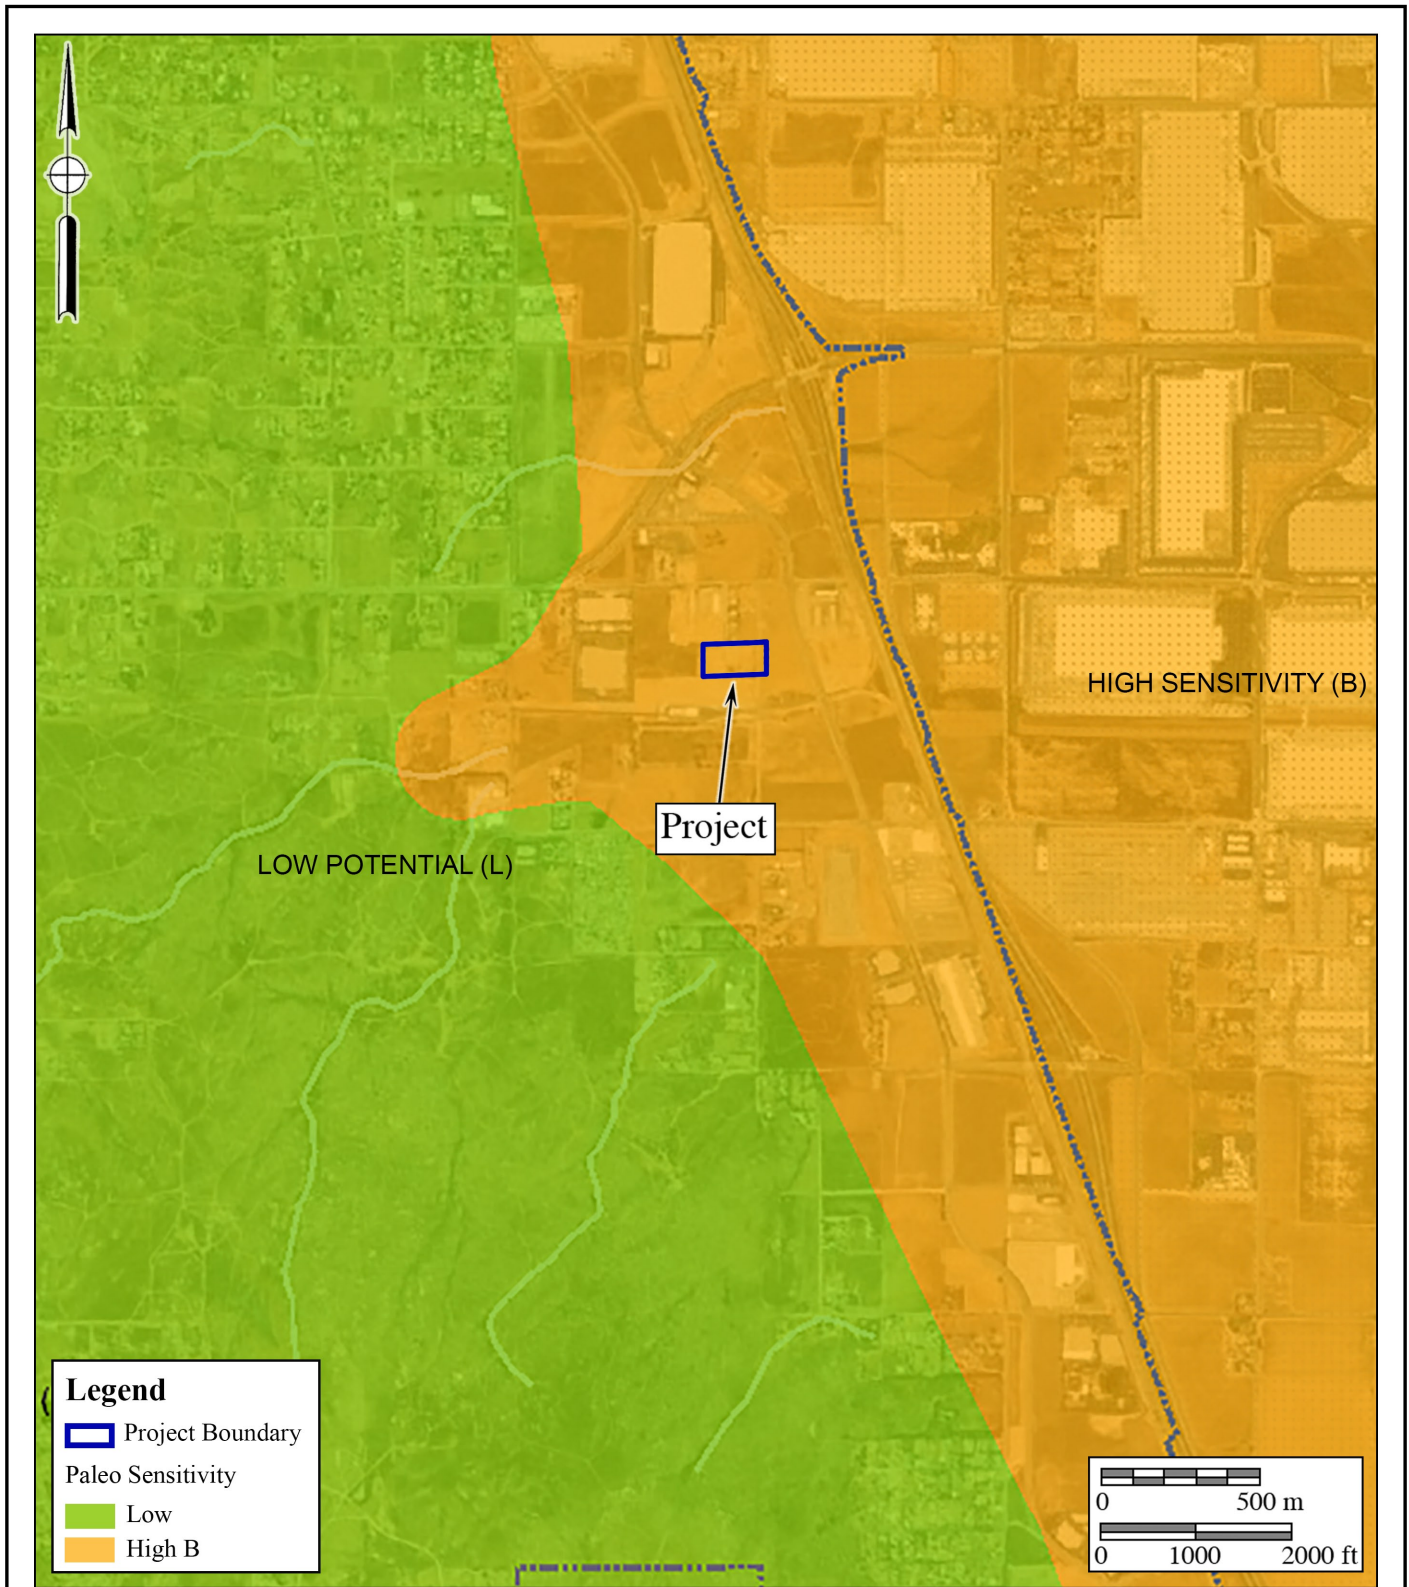 HIGH SENSITIVITY (B)
Project
LOW POTENTIAL (L)
Legend
Project Boundary
Paleo Sensitivity
Low
High B
0 500 m
0 1000 2000 ft